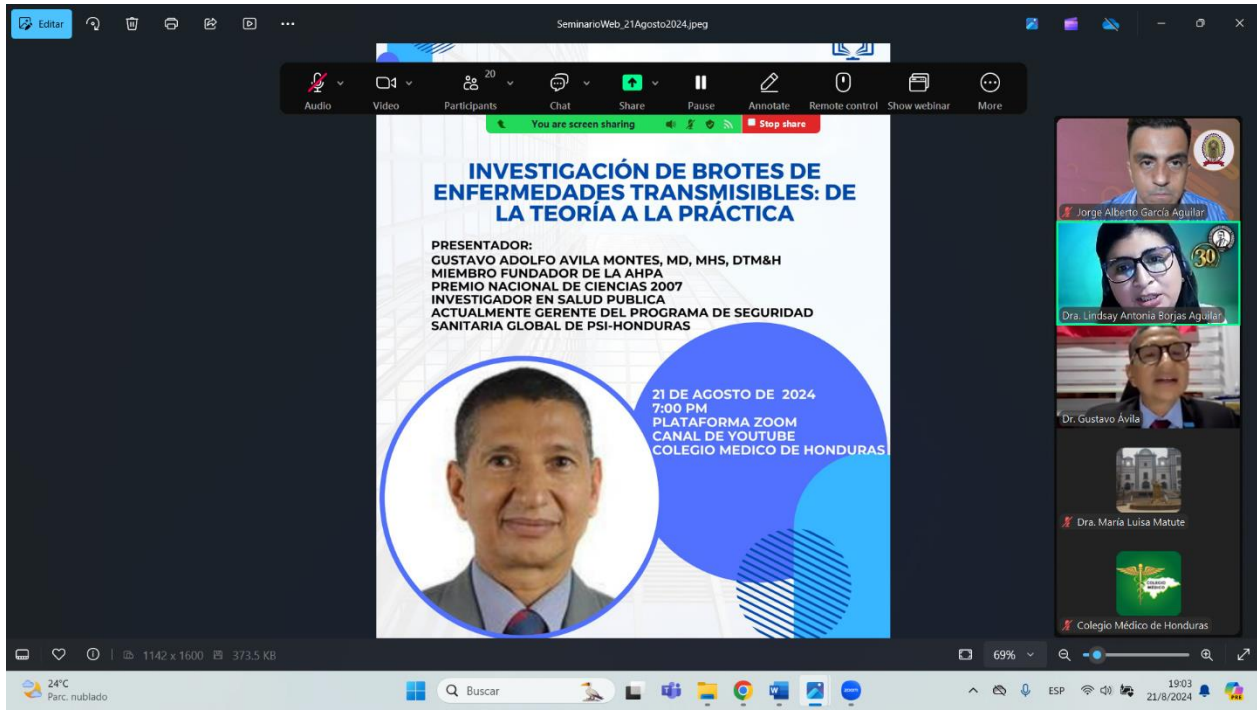 Editar
SeminarioWeb_21Agosto2024.jpeg
20
Audio
Video
Participants
Chat
Share
Pause
Annotate
Remote control
Show webinar
More
You are screen sharing
Stop share
INVESTIGACIÓN DE BROTES DE
ENFERMEDADES TRANSMISIBLES: DE
LA TEORÍA A LA PRÁCTICA
PRESENTADOR:
GUSTAVO ADOLFO AVILA MONTES, MD, MHS, DTM&H
MIEMBRO FUNDADOR DE LA AHPA
PREMIO NACIONAL DE CIENCIAS 2007
INVESTIGADOR EN SALUD PUBLICA
ACTUALMENTE GERENTE DEL PROGRAMA DE SEGURIDAD
SANITARIA GLOBAL DE PSI-HONDURAS
21 DE AGOSTO DE 2024
7:00 PM
PLATAFORMA ZOOM
CANAL DE YOUTUBE
COLEGIO MEDICO DE HONDURAS
Jorge Alberto García Aguilar
30
Dra. Lindsay Antonia Borjas Aguilar
Dr. Gustavo Ávila
Dra. María Luisa Matute
COLEGIO
MÉDICO
Colegio Médico de Honduras
1142 x 1600
373.5 KB
69%
24°C
Parc. nublado
Buscar
zoom
ESP
19:03
21/8/2024
PRE